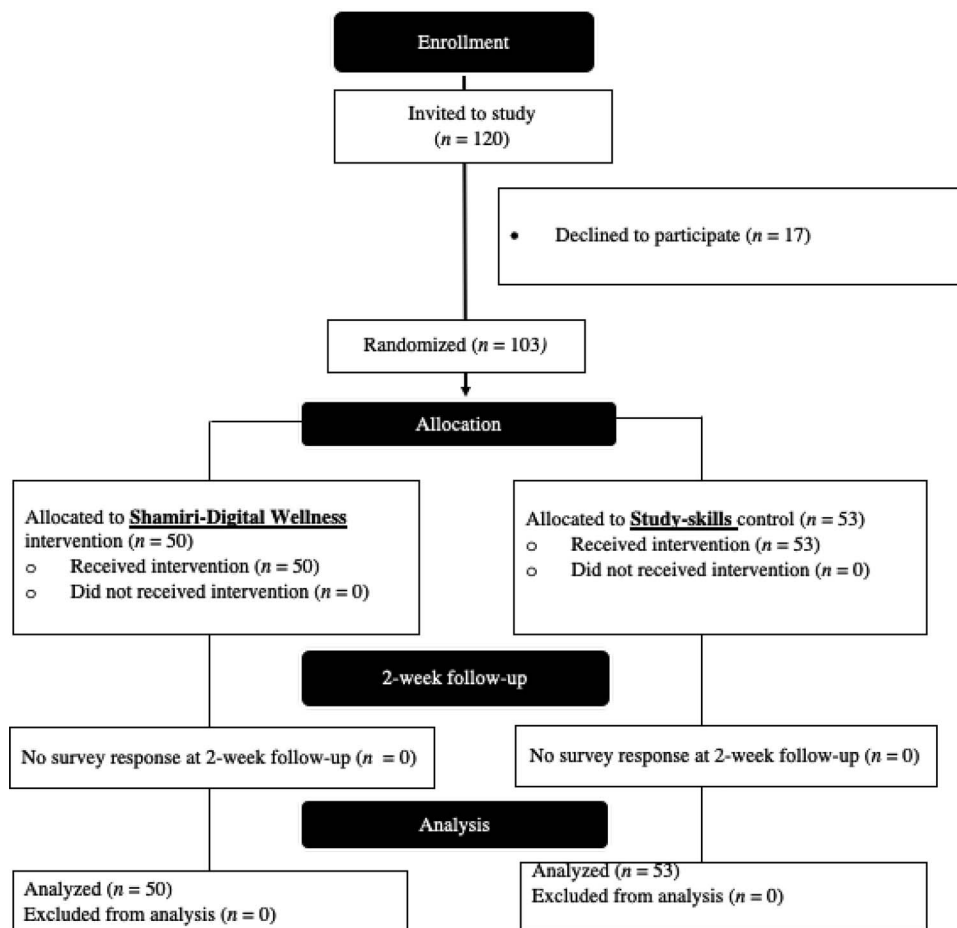 Enrollment
Invited to study
(n = 120)
• Declined to participate (n = 17)
Randomized (n = 103)
Allocation
Allocated to Shamiri-Digital Wellness
intervention (n = 50)
o Received intervention (n = 50)
o Did not received intervention (n = 0)
Allocated to Study-skills control (n = 53)
o Received intervention (n = 53)
o Did not received intervention (n = 0)
2-week follow-up
No survey response at 2-week follow-up (n = 0)
No survey response at 2-week follow-up (n = 0)
Analysis
Analyzed (n = 50)
Excluded from analysis (n = 0)
Analyzed (n = 53)
Excluded from analysis (n = 0)